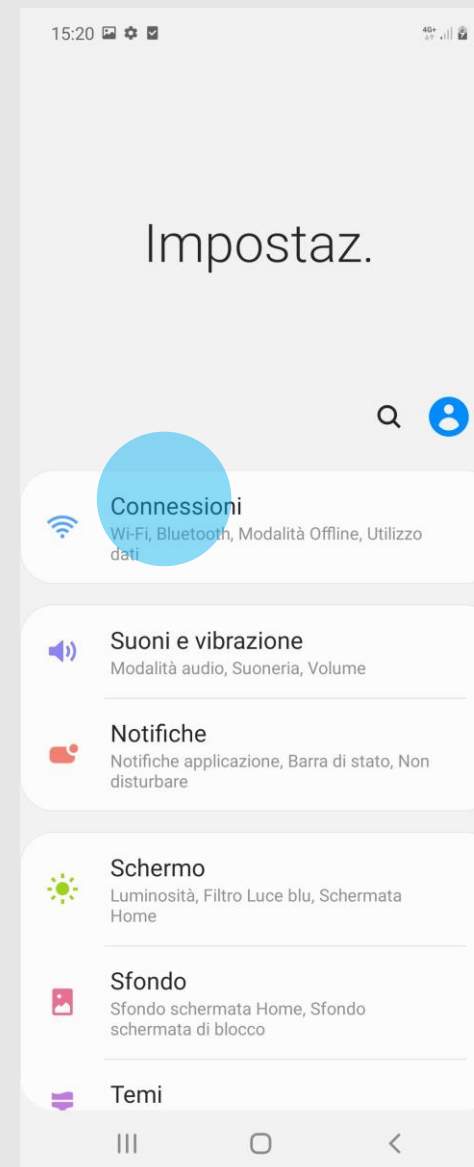 15:20
4G+
Impostaz.
Connessioni
Wi-Fi, Bluetooth, Modalità Offline, Utilizzo
dati
Suoni e vibrazione
Modalità audio, Suoneria, Volume
Notifiche
Notifiche applicazione, Barra di stato, Non
disturbare
Schermo
Luminosità, Filtro Luce blu, Schermata
Home
Sfondo
Sfondo schermata Home, Sfondo
schermata di blocco
Temi